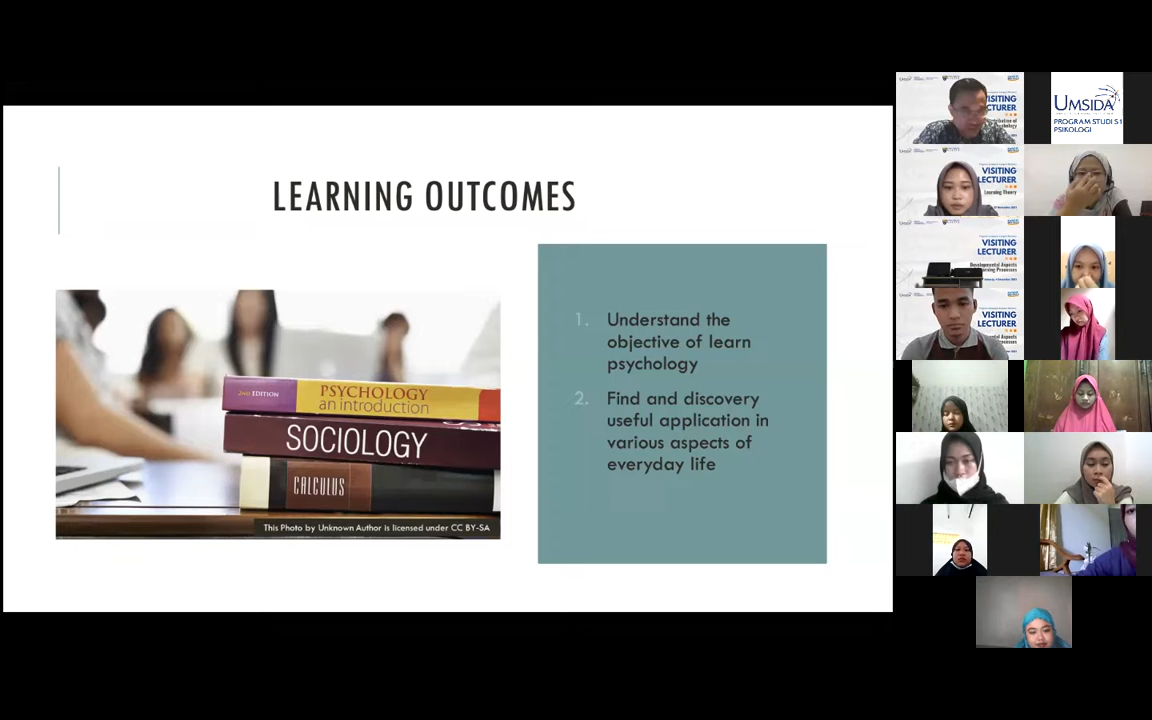 LEARNING OUTCOMES
2nd EDITION
PSYCHOLOGY
an introduction
SOCIOLOGY
CALCULUS
This Photo by Unknown Author is licensed under CC BY-SA
1. Understand the
objective of learn
psychology
2. Find and discovery
useful application in
various aspects of
everyday life
VISITING
LECTURER
UMSIDA
PROGRAM STUDI S1
PSIKOLOGI
VISITING
LECTURER
Learning Theory
VISITING
LECTURER
Developmental Aspects
Learning Processes
VISITING
LECTURER